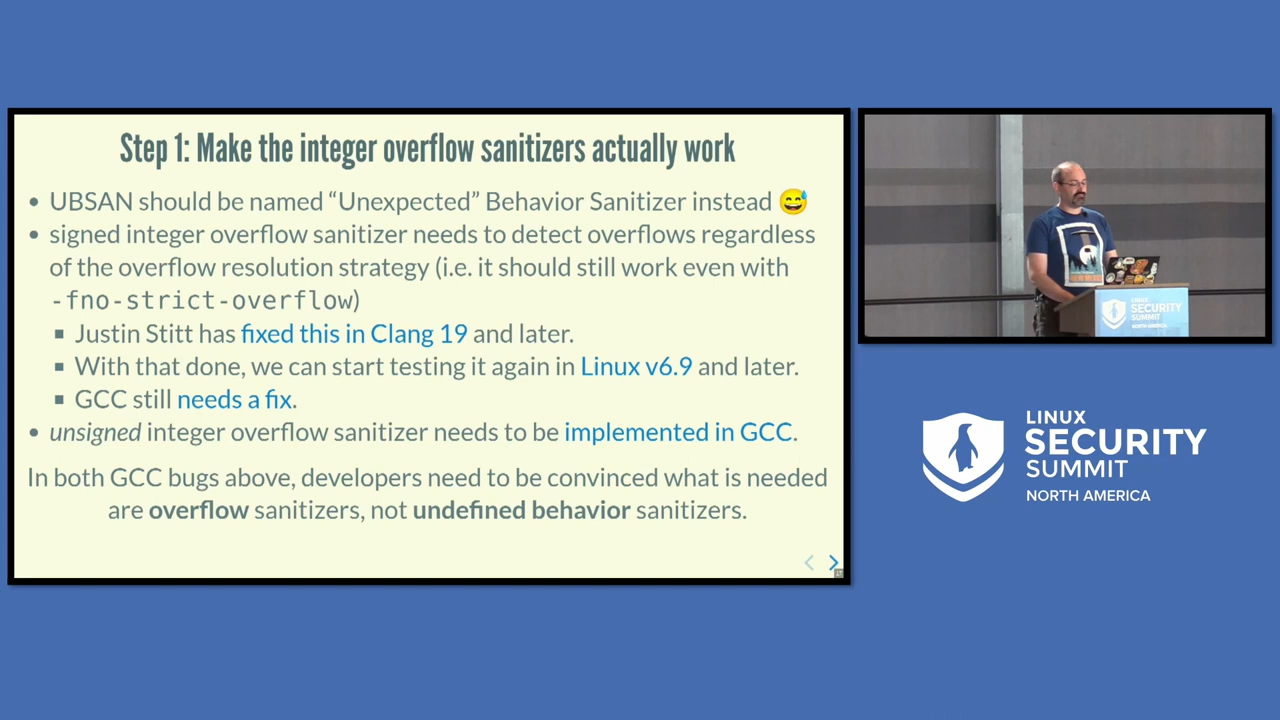 Step 1: Make the integer overflow sanitizers actually work
• UBSAN should be named “Unexpected” Behavior Sanitizer instead 😅
• signed integer overflow sanitizer needs to detect overflows regardless
of the overflow resolution strategy (i.e. it should still work even with
-fno-strict-overflow)
▪ Justin Stitt has fixed this in Clang 19 and later.
▪ With that done, we can start testing it again in Linux v6.9 and later.
▪ GCC still needs a fix.
• unsigned integer overflow sanitizer needs to be implemented in GCC.
In both GCC bugs above, developers need to be convinced what is needed
are overflow sanitizers, not undefined behavior sanitizers.
LINUX
SECURITY
SUMMIT
NORTH AMERICA
LINUX
SECURITY
SUMMIT
NORTH AMERICA